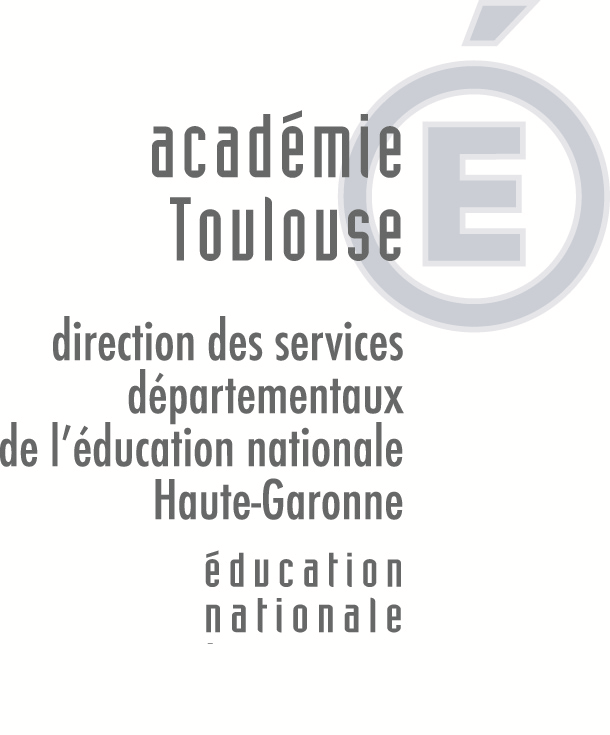 É
académie
Toulouse
direction des services
départementaux
de l’éducation nationale
Haute-Garonne
éducation
nationale